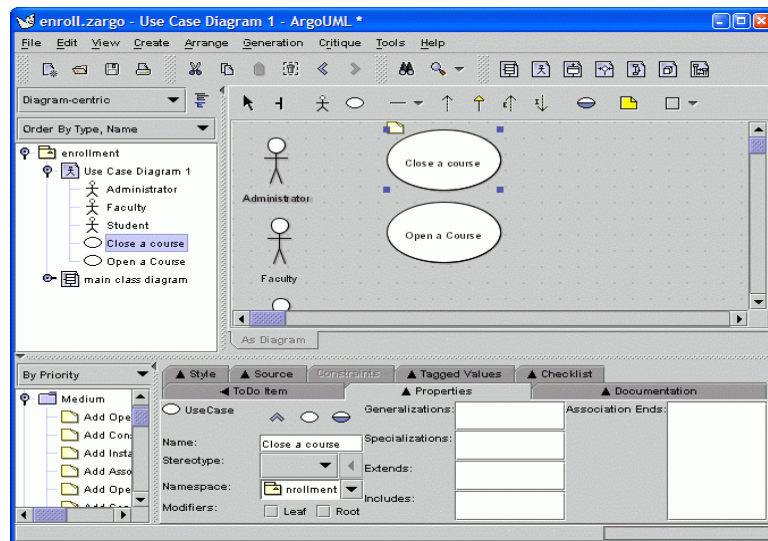 enroll.zargo - Use Case Diagram 1 - ArgoUML *
File Edit View Create Arrange Generation Critique Tools Help
Diagram-centric
Order By Type, Name
enrollment
Use Case Diagram 1
Administrator
Faculty
Student
Close a course
Open a Course
main class diagram
Administrator
Close a course
Open a Course
Faculty
As Diagram
By Priority
Medium
Add Ope
Add Con
Add Insta
Add Asso
Add Ope
Style Source Constraints Tagged Values Checklist
ToDo Item Properties Documentation
UseCase
Name: Close a course
Stereotype:
Namespace: nrollment
Modifiers: Leaf Root
Generalizations:
Specializations:
Extends:
Includes:
Association Ends: